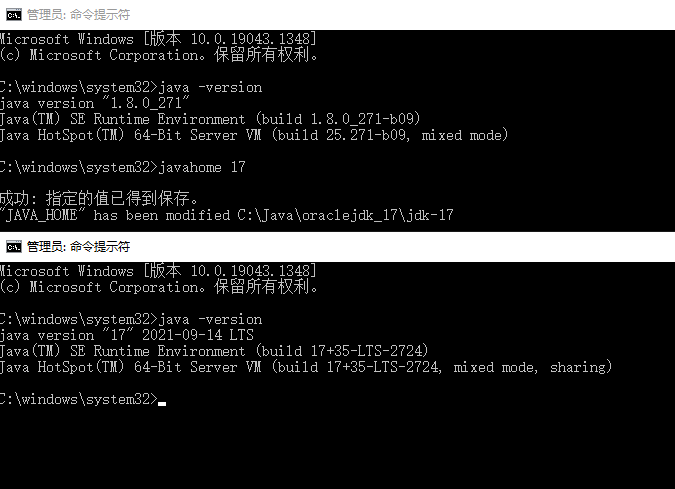 管理员: 命令提示符
Microsoft Windows [版本 10.0.19043.1348]
(c) Microsoft Corporation。保留所有权利。
C:\windows\system32>java -version
java version "1.8.0_271"
Java(TM) SE Runtime Environment (build 1.8.0_271-b09)
Java HotSpot(TM) 64-Bit Server VM (build 25.271-b09, mixed mode)
C:\windows\system32>javahome 17
成功: 指定的值已得到保存。
"JAVA_HOME" has been modified C:\Java\oraclejdk_17\jdk-17
管理员: 命令提示符
Microsoft Windows [版本 10.0.19043.1348]
(c) Microsoft Corporation。保留所有权利。
C:\windows\system32>java -version
java version "17" 2021-09-14 LTS
Java(TM) SE Runtime Environment (build 17+35-LTS-2724)
Java HotSpot(TM) 64-Bit Server VM (build 17+35-LTS-2724, mixed mode, sharing)
C:\windows\system32>